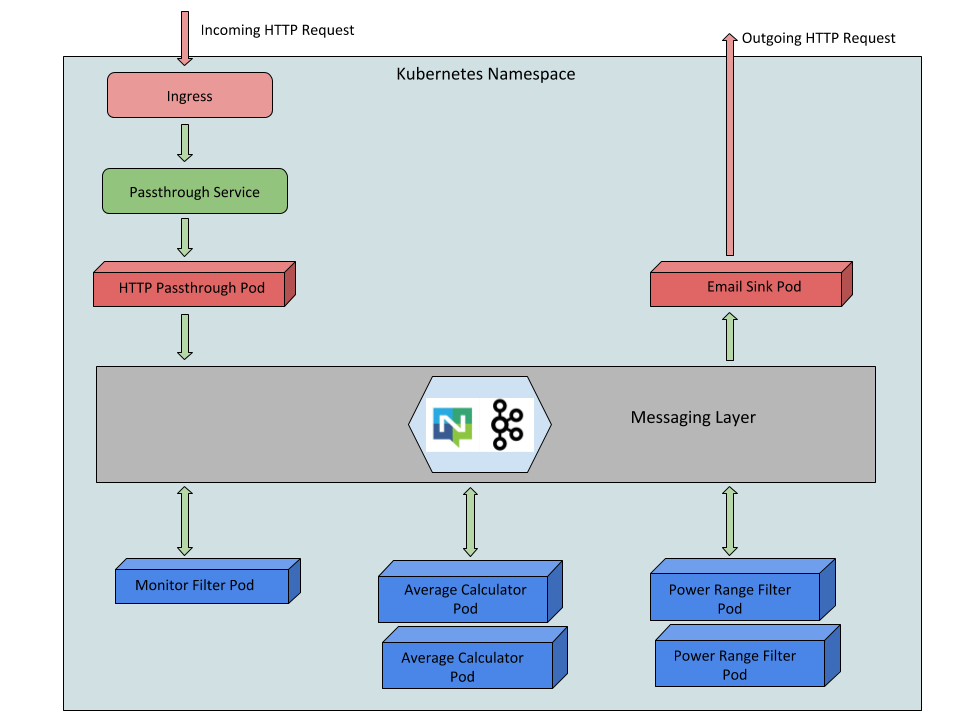 Incoming HTTP Request
Outgoing HTTP Request
Kubernetes Namespace
Ingress
Passthrough Service
HTTP Passthrough Pod
Email Sink Pod
N
Messaging Layer
Monitor Filter Pod
Average Calculator
Pod
Power Range Filter
Pod
Average Calculator
Pod
Power Range Filter
Pod